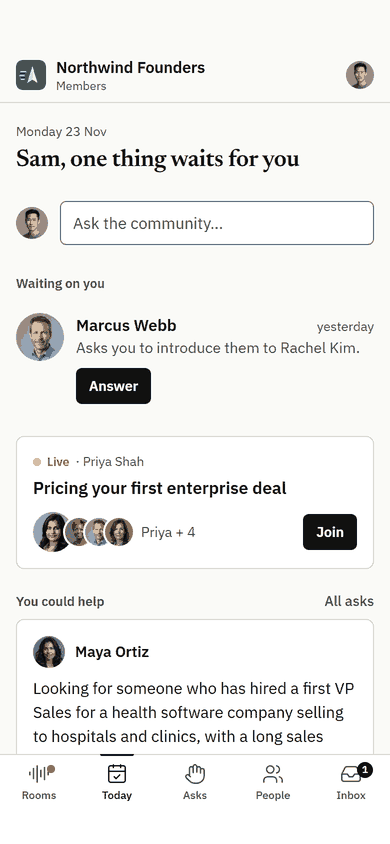 Northwind Founders
Members
Monday 23 Nov
Sam, one thing waits for you
Ask the community...
Waiting on you
Marcus Webb
yesterday
Asks you to introduce them to Rachel Kim.
Answer
Live · Priya Shah
Pricing your first enterprise deal
Priya + 4
Join
You could help
All asks
Maya Ortiz
Looking for someone who has hired a first VP
Sales for a health software company selling
to hospitals and clinics, with a long sales
1
Rooms
Today
Asks
People
Inbox